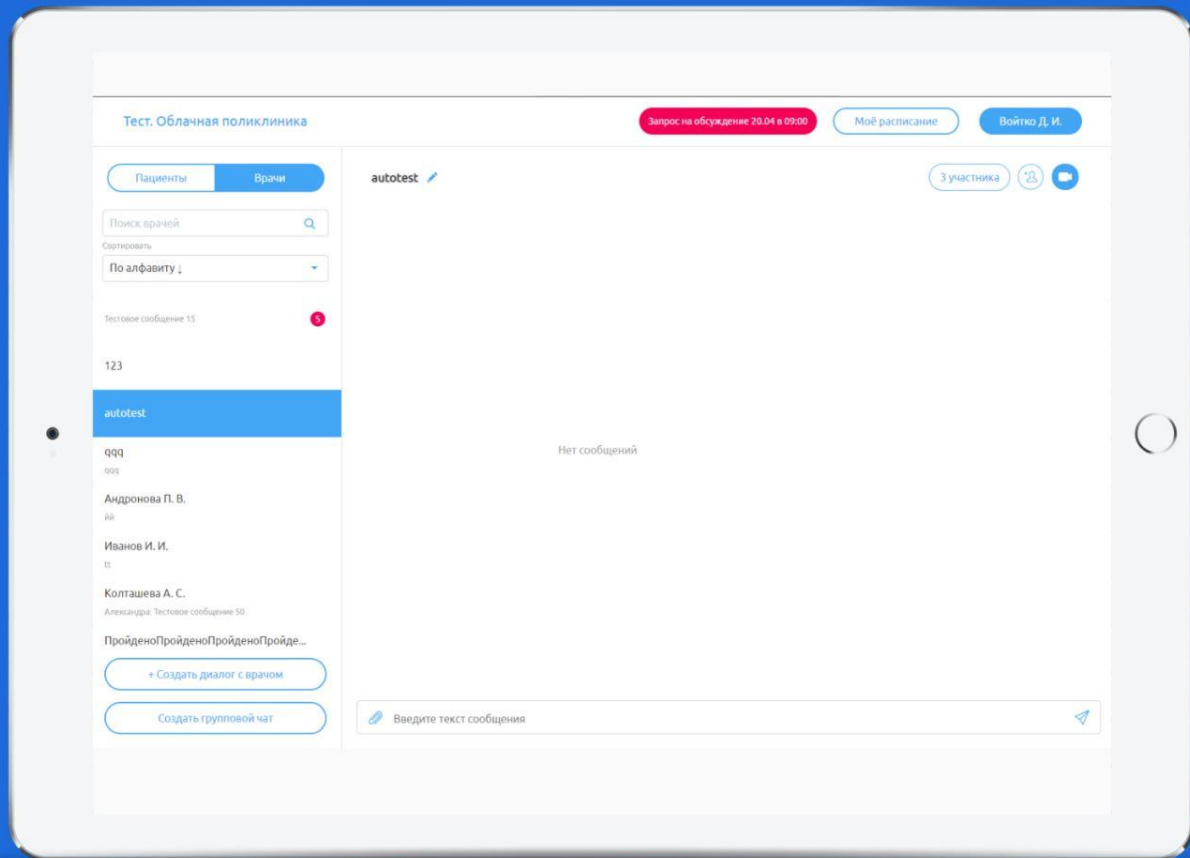 Тест. Облачная поликлиника
Запрос на обсуждение 20.04 в 09:00
Моё расписание
Войтко Д. И.
Пациенты
Врачи
Поиск врачей
Сортировать
По алфавиту ↓
Тестовое сообщение 15
5
123
autotest
qqq
qqq
Андронова П. В.
йй
Иванов И. И.
tt
Колташева А. С.
Александра: Тестовое сообщение 50
ПройденоПройденоПройденоПройде...
+ Создать диалог с врачом
Создать групповой чат
autotest
3 участника
Нет сообщений
Введите текст сообщения